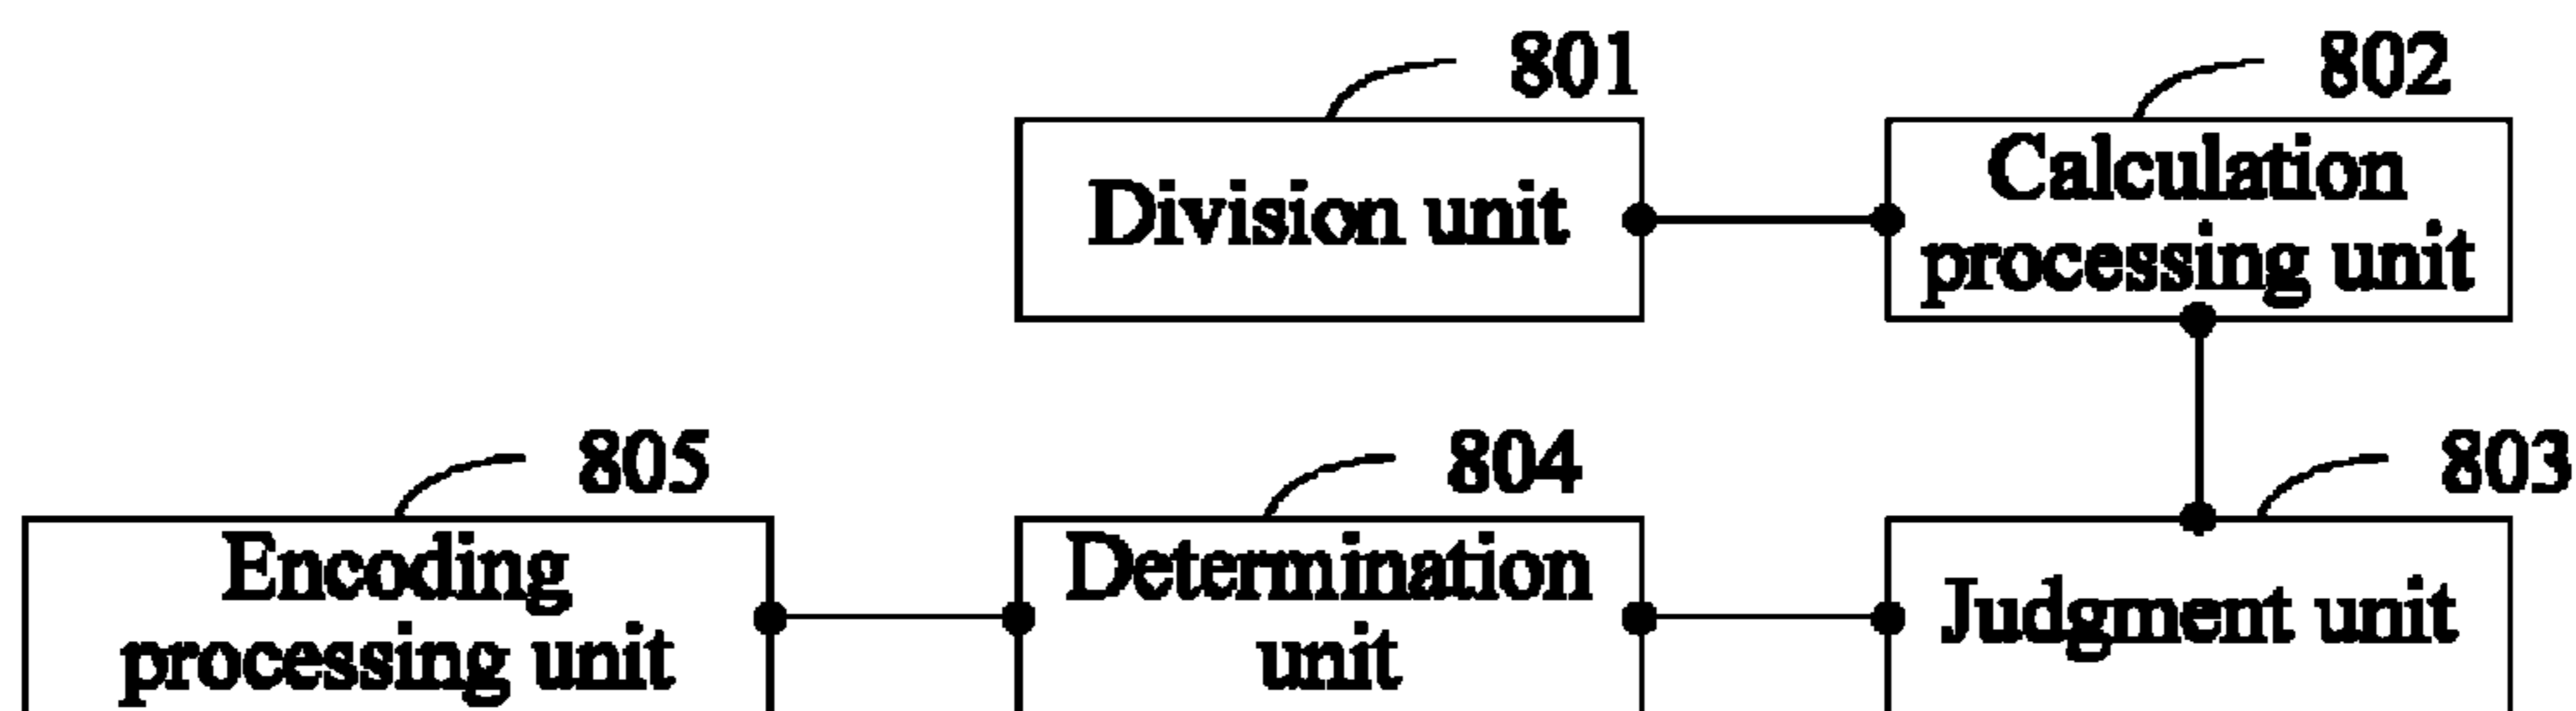 801
Division unit
802
Calculation
processing unit
805
Encoding
processing unit
804
Determination
unit
803
Judgment unit